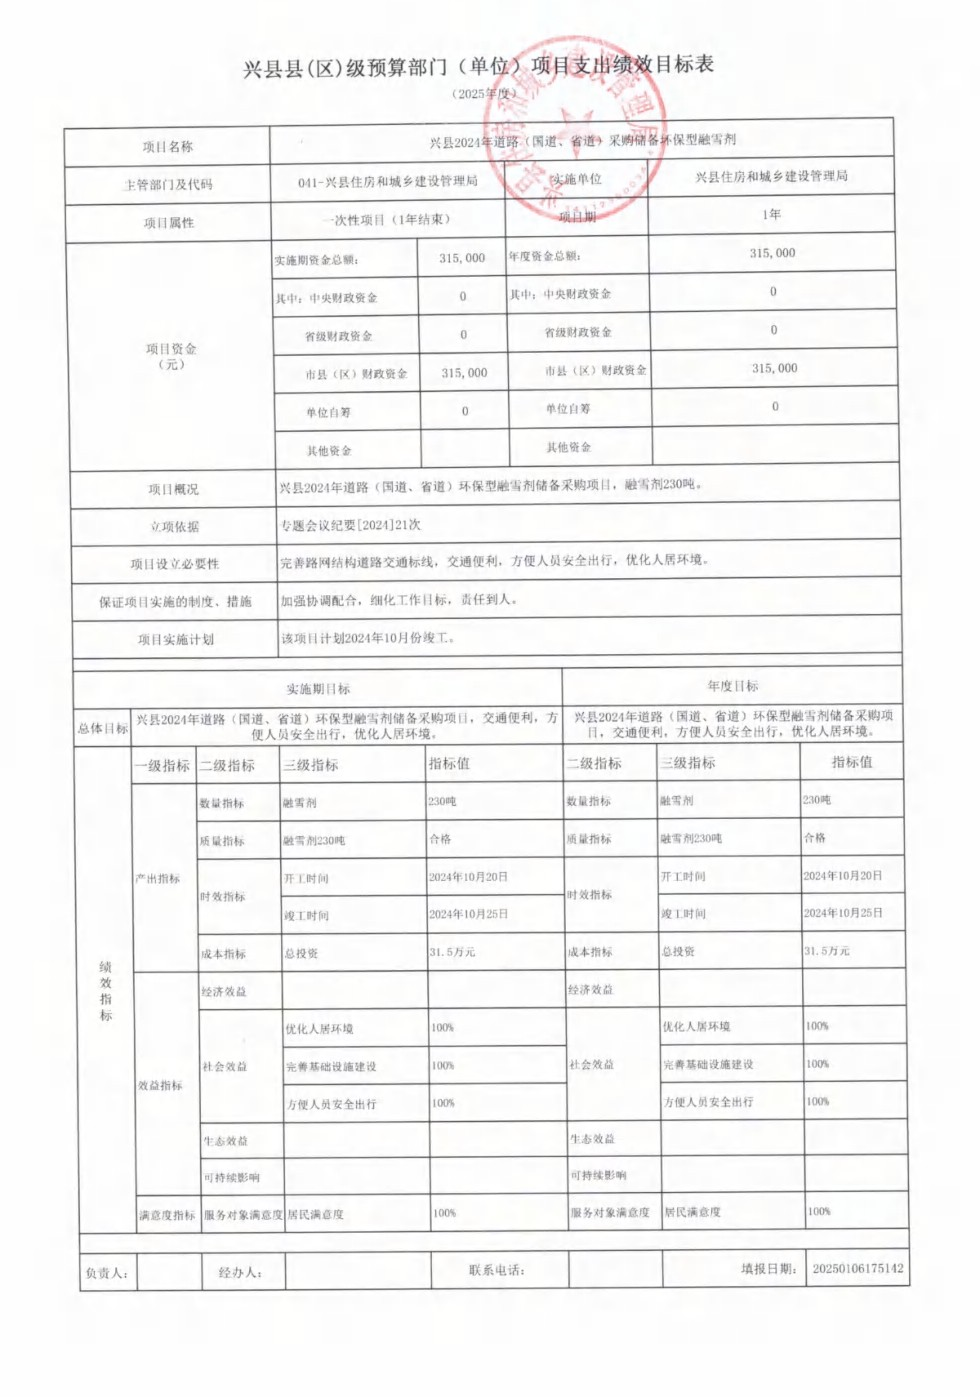 兴县县(区)级预算部门（单位）项目支出绩效目标表
（2025年度）
项目名称 兴县2024年道路（国道、省道）采购储备环保型融雪剂
主管部门及代码 041-兴县住房和城乡建设管理局 实施单位 兴县住房和城乡建设管理局
项目属性 一次性项目（1年结束） 项目期 1年
项目资金
（元）
实施期资金总额： 315,000 年度资金总额： 315,000
其中：中央财政资金 0 其中：中央财政资金 0
省级财政资金 0 省级财政资金 0
市县（区）财政资金 315,000 市县（区）财政资金 315,000
单位自筹 0 单位自筹 0
其他资金 其他资金
项目概况 兴县2024年道路（国道、省道）环保型融雪剂储备采购项目，融雪剂230吨。
立项依据 专题会议纪要[2024]21次
项目设立必要性 完善路网结构道路交通标线，交通便利，方便人员安全出行，优化人居环境。
保证项目实施的制度、措施 加强协调配合，细化工作目标，责任到人。
项目实施计划 该项目计划2024年10月份竣工。
实施期目标 年度目标
总体目标
兴县2024年道路（国道、省道）环保型融雪剂储备采购项目，交通便利，方
便人员安全出行，优化人居环境。
兴县2024年道路（国道、省道）环保型融雪剂储备采购项
目，交通便利，方便人员安全出行，优化人居环境。
绩效指标
一级指标 二级指标 三级指标 指标值 二级指标 三级指标 指标值
产出指标
数量指标 融雪剂 230吨 数量指标 融雪剂 230吨
质量指标 融雪剂230吨 合格 质量指标 融雪剂230吨 合格
时效指标 开工时间 2024年10月20日 时效指标 开工时间 2024年10月20日
竣工时间 2024年10月25日 竣工时间 2024年10月25日
成本指标 总投资 31.5万元 成本指标 总投资 31.5万元
效益指标
经济效益 经济效益
社会效益 优化人居环境 100% 社会效益 优化人居环境 100%
完善基础设施建设 100% 完善基础设施建设 100%
方便人员安全出行 100% 方便人员安全出行 100%
生态效益 生态效益
可持续影响 可持续影响
满意度指标 服务对象满意度 居民满意度 100% 服务对象满意度 居民满意度 100%
负责人： 经办人： 联系电话： 填报日期： 20250106175142
兴县住房和城乡建设管理局